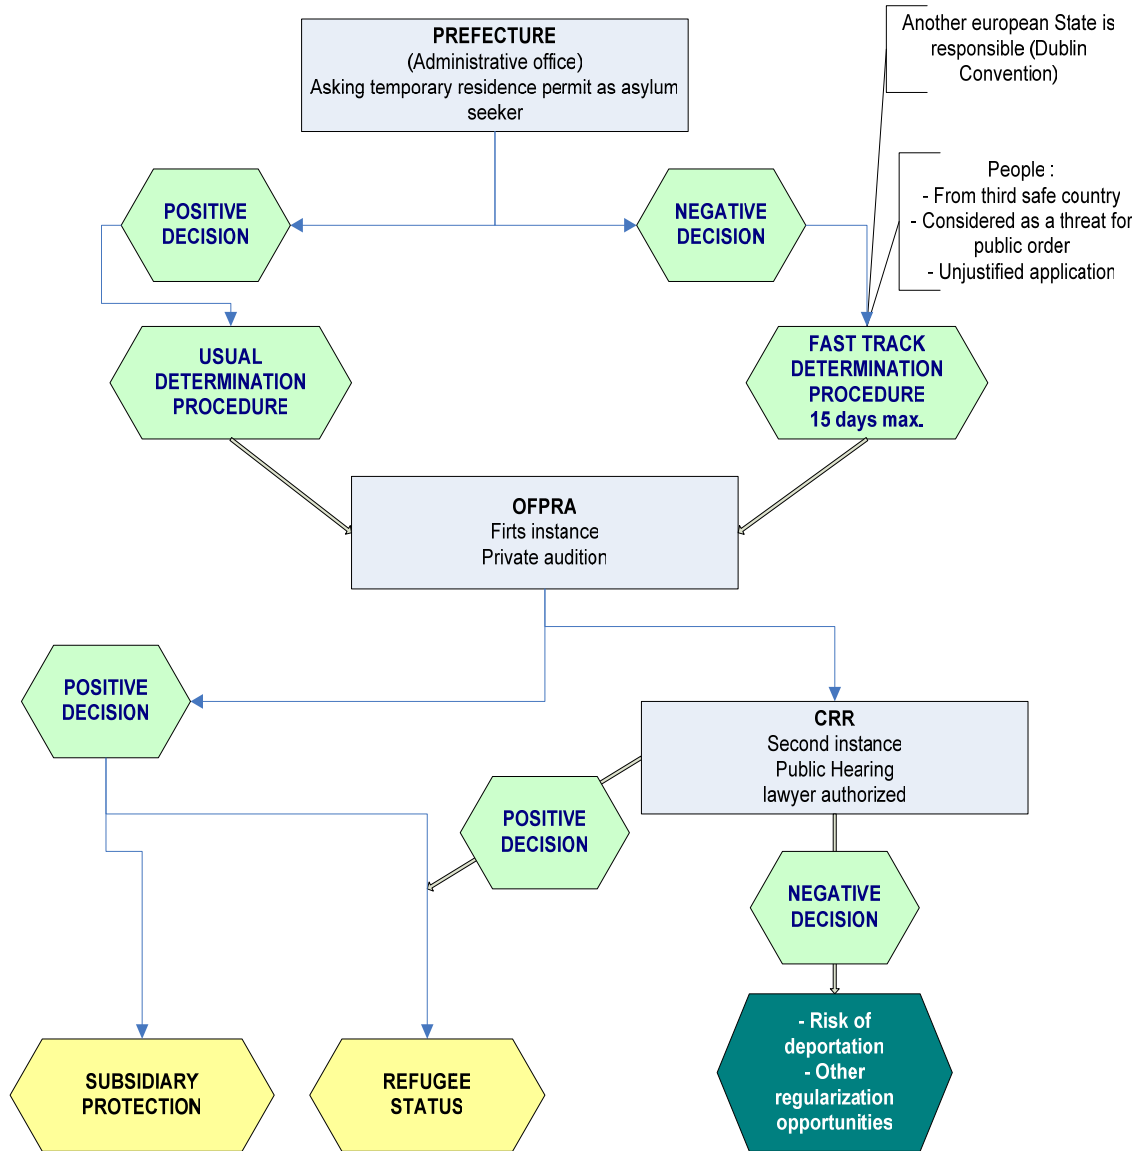 PREFECTURE
(Administrative office)
Asking temporary residence permit as asylum
seeker
Another european State is
responsible (Dublin
Convention)
People :
- From third safe country
- Considered as a threat for
public order
- Unjustified application
POSITIVE
DECISION
NEGATIVE
DECISION
USUAL
DETERMINATION
PROCEDURE
FAST TRACK
DETERMINATION
PROCEDURE
15 days max.
OFPRA
Firts instance
Private audition
POSITIVE
DECISION
CRR
Second instance
Public Hearing
lawyer authorized
POSITIVE
DECISION
NEGATIVE
DECISION
SUBSIDIARY
PROTECTION
REFUGEE
STATUS
- Risk of
deportation
- Other
regularization
opportunities